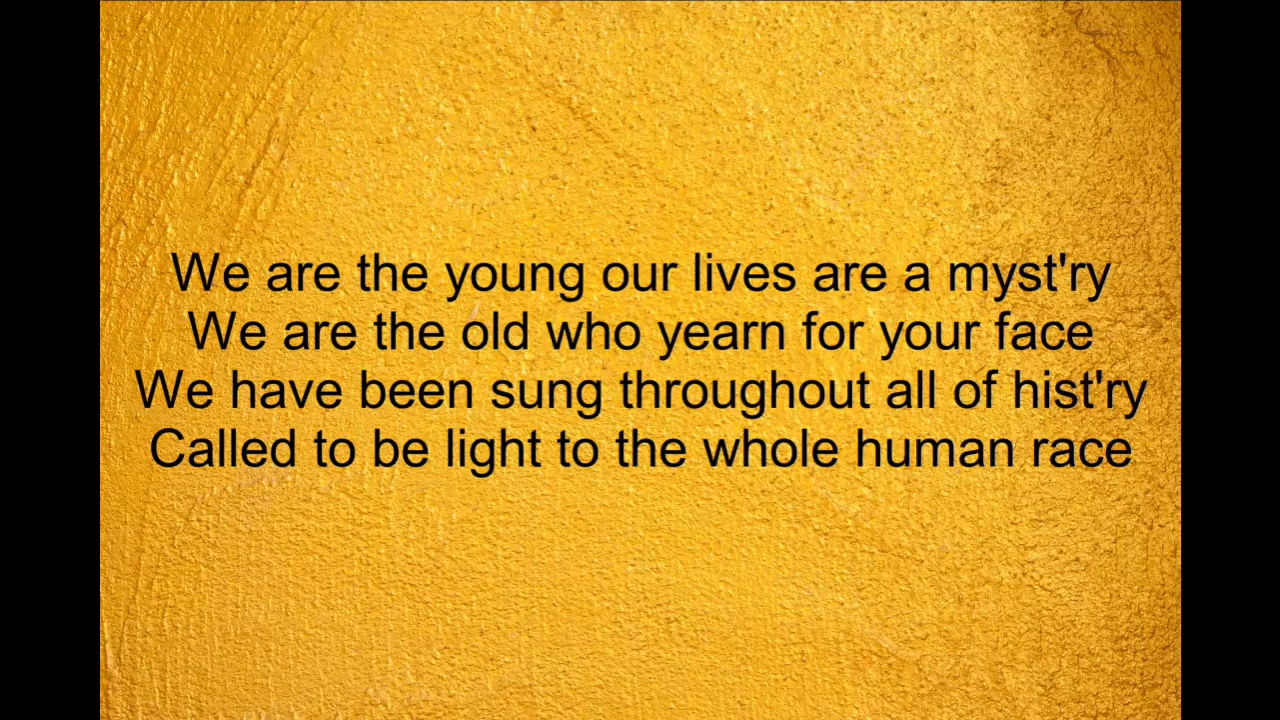 We are the young our lives are a myst'ry
We are the old who yearn for your face
We have been sung throughout all of hist'ry
Called to be light to the whole human race